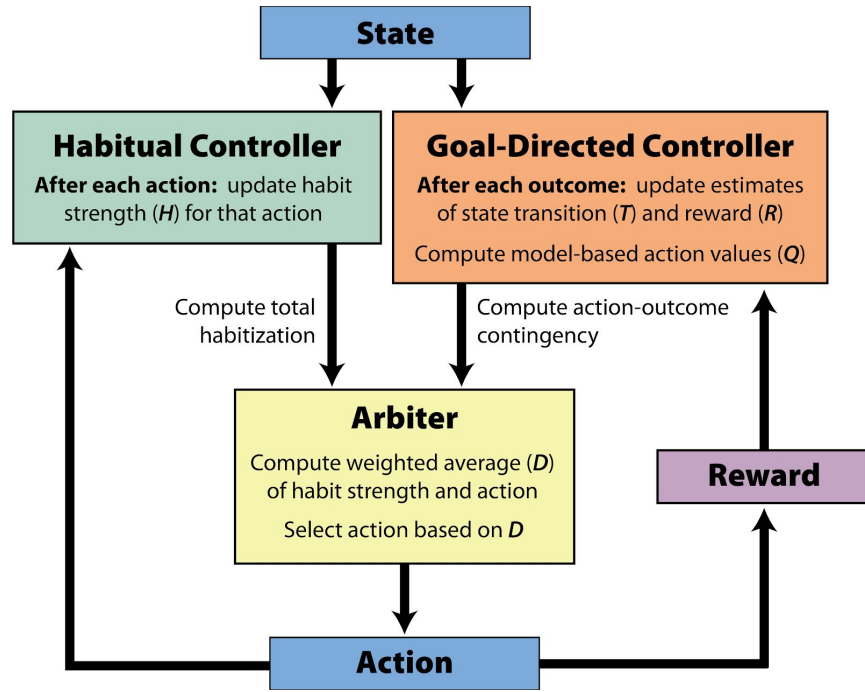 State
Habitual Controller
After each action: update habit
strength (H) for that action
Goal-Directed Controller
After each outcome: update estimates
of state transition (T) and reward (R)
Compute model-based action values (Q)
Compute total
habitization
Compute action-outcome
contingency
Arbiter
Compute weighted average (D)
of habit strength and action
Select action based on D
Reward
Action